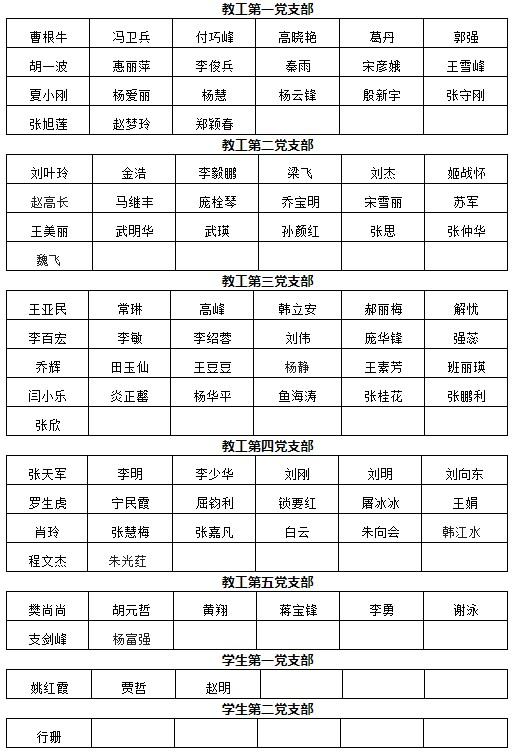 教工第一党支部
曹根牛 冯卫兵 付巧峰 高晓艳 葛丹 郭强
胡一波 惠丽萍 李俊兵 秦雨 宋彦娥 王雪峰
夏小刚 杨爱丽 杨慧 杨云锋 殷新宇 张守刚
张旭莲 赵梦玲 郑颖春
教工第二党支部
刘叶玲 金浩 李毅鹏 梁飞 刘杰 姬战怀
赵高长 马继丰 庞栓琴 乔宝明 宋雪丽 苏军
王美丽 武明华 武瑛 孙颜红 张思 张仲华
魏飞
教工第三党支部
王亚民 常琳 高峰 韩立安 郝丽梅 解忧
李百宏 李敏 李绍蓉 刘伟 庞华锋 强蕊
乔辉 田玉仙 王豆豆 杨静 王素芳 班丽瑛
闫小乐 炎正馨 杨华平 鱼海涛 张桂花 张鹏利
张欣
教工第四党支部
张天军 李明 李少华 刘刚 刘明 刘向东
罗生虎 宁民霞 屈钧利 锁要红 屠冰冰 王娟
肖玲 张慧梅 张嘉凡 白云 朱向会 韩江水
程文杰 朱光荭
教工第五党支部
樊尚尚 胡元哲 黄翔 蒋宝锋 李勇 谢泳
支剑峰 杨富强
学生第一党支部
姚红霞 贾哲 赵明
学生第二党支部
行珊